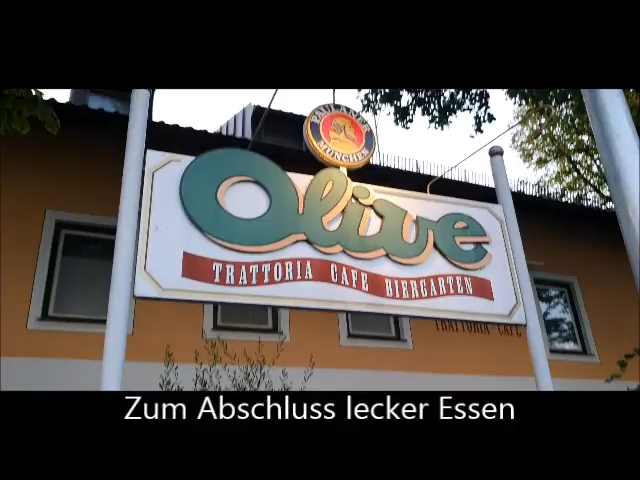 PAULANER
MÜNCHEN
Olive
TRATTORIA CAFE BIERGARTEN
TRATTORIA CAFE
Zum Abschluss lecker Essen